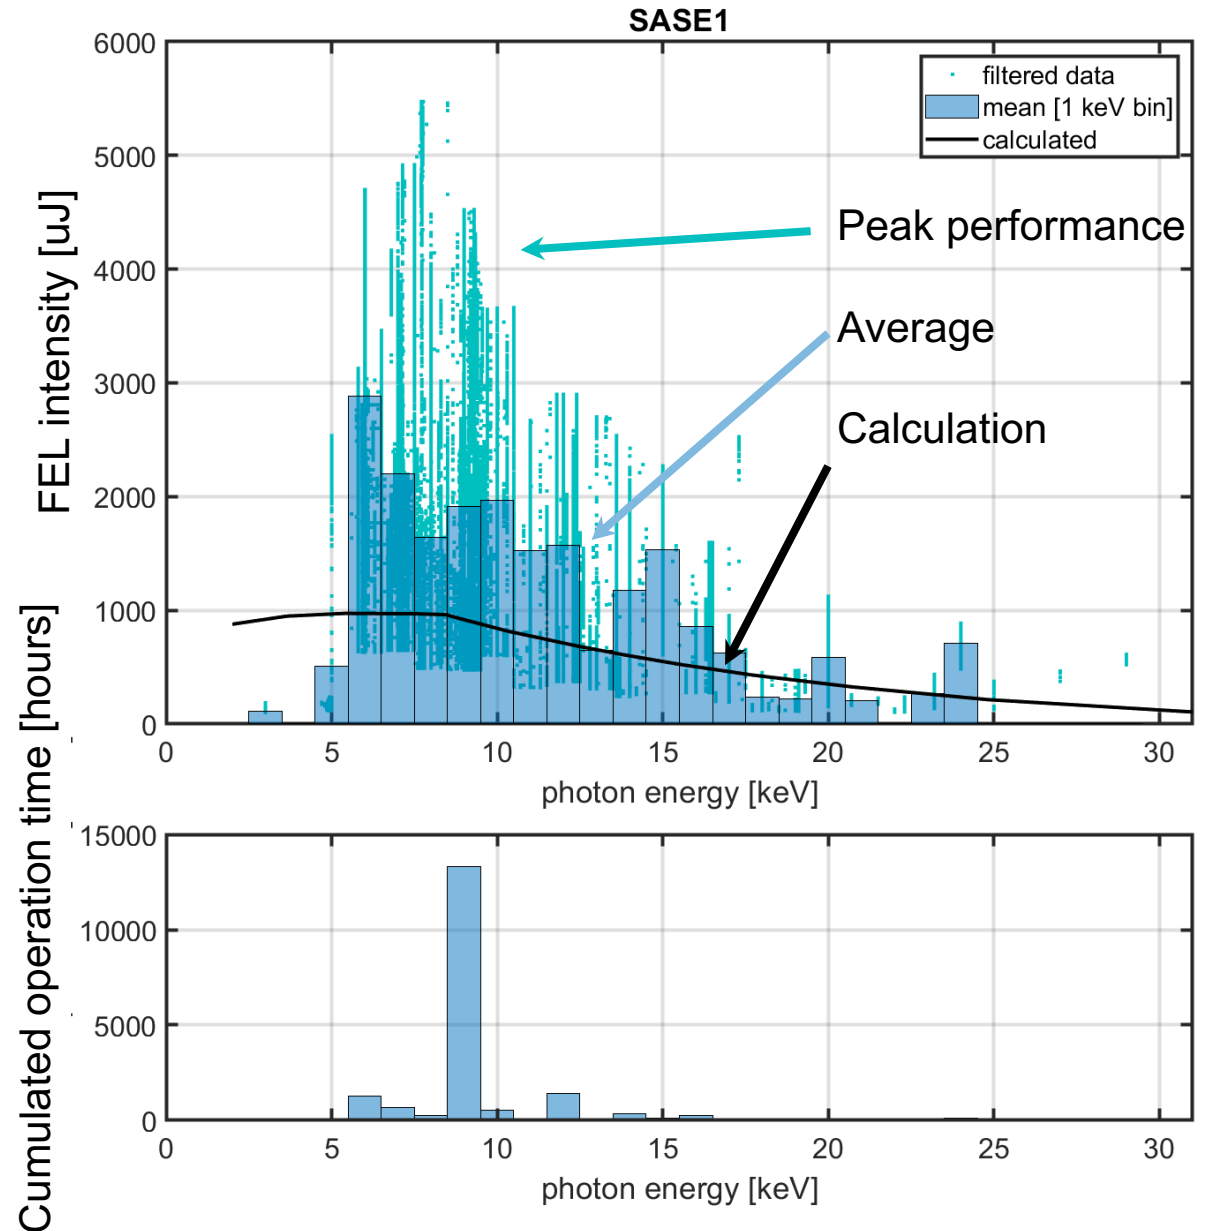 SASE1
6000
5000
4000
3000
2000
1000
0
FEL intensity [uJ]
filtered data
mean [1 keV bin]
calculated
Peak performance
Average
Calculation
0 5 10 15 20 25 30
photon energy [keV]
15000
10000
5000
0
Cumulated operation time [hours]
0 5 10 15 20 25 30
photon energy [keV]